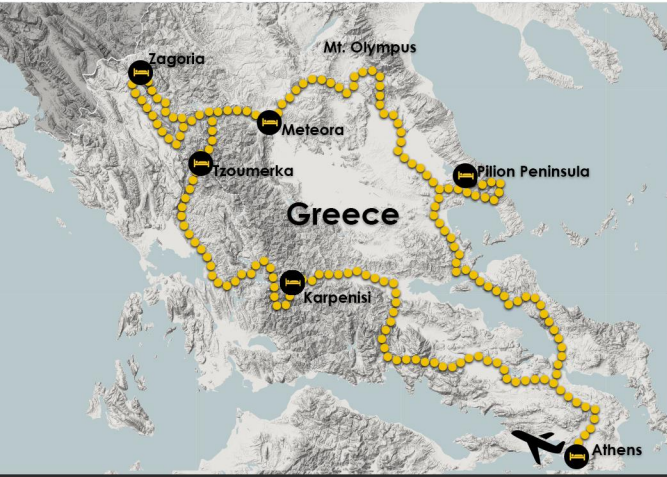 Zagoria
Mt. Olympus
Meteora
Tzoumerka
Pilion Peninsula
Greece
Karpenisi
Athens